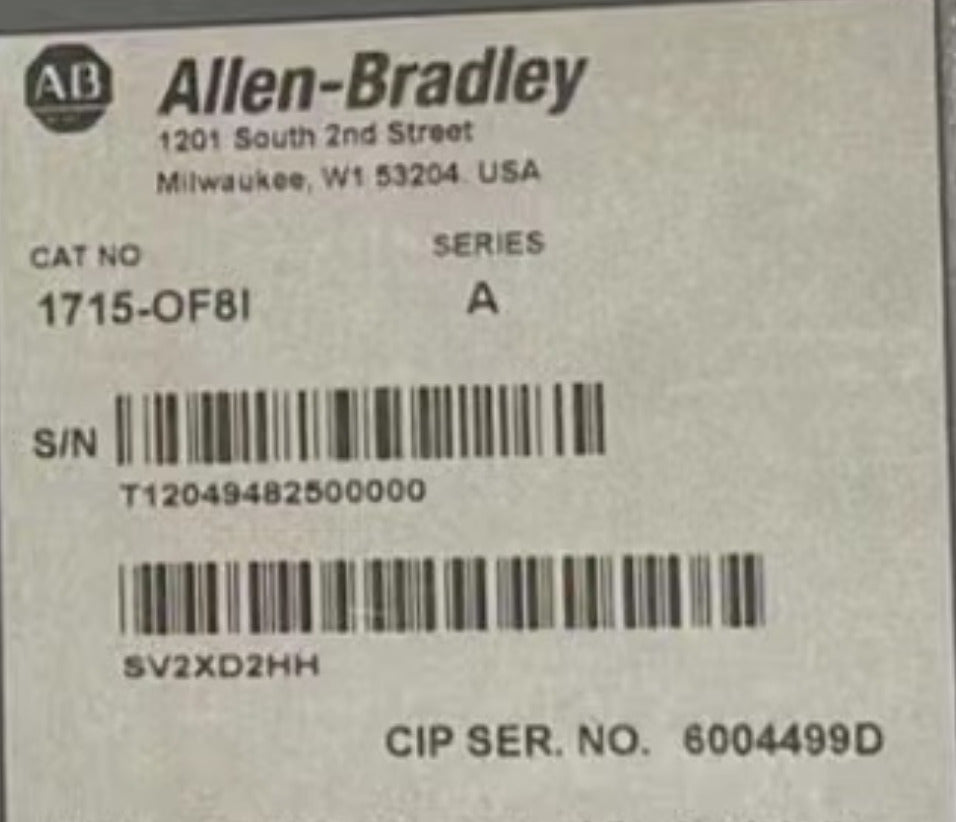 AB Allen-Bradley
1201 South 2nd Street
Milwaukee, W1 53204. USA
CAT NO SERIES
1715-OF8I A
S/N
T12049482500000
SV2XD2HH
CIP SER. NO. 6004499D